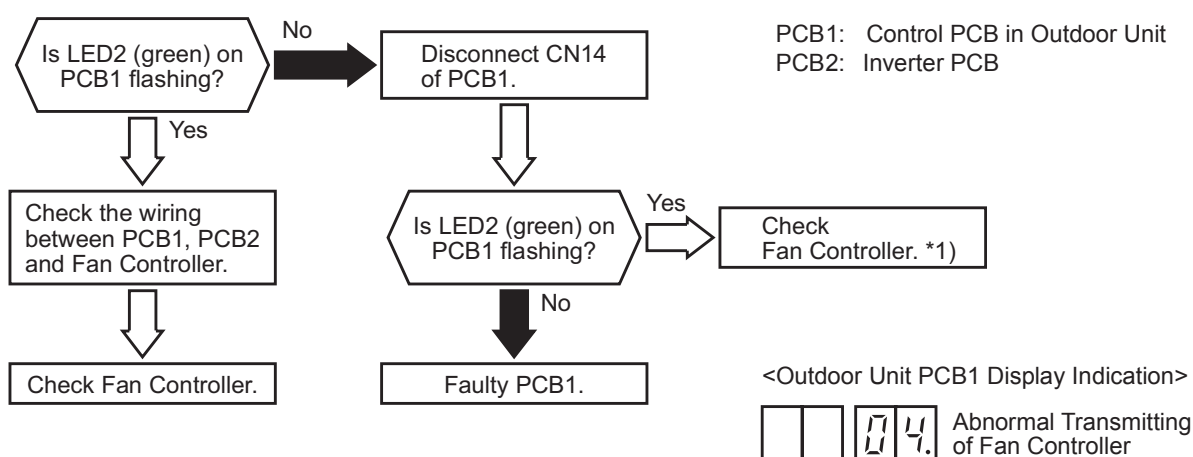 Is LED2 (green) on
PCB1 flashing?
No
Disconnect CN14
of PCB1.
PCB1: Control PCB in Outdoor Unit
PCB2: Inverter PCB
Yes
Check the wiring
between PCB1, PCB2
and Fan Controller.
Is LED2 (green) on
PCB1 flashing?
Yes
Check
Fan Controller. *1)
No
Check Fan Controller.
Faulty PCB1.
<Outdoor Unit PCB1 Display Indication>
04.
Abnormal Transmitting
of Fan Controller